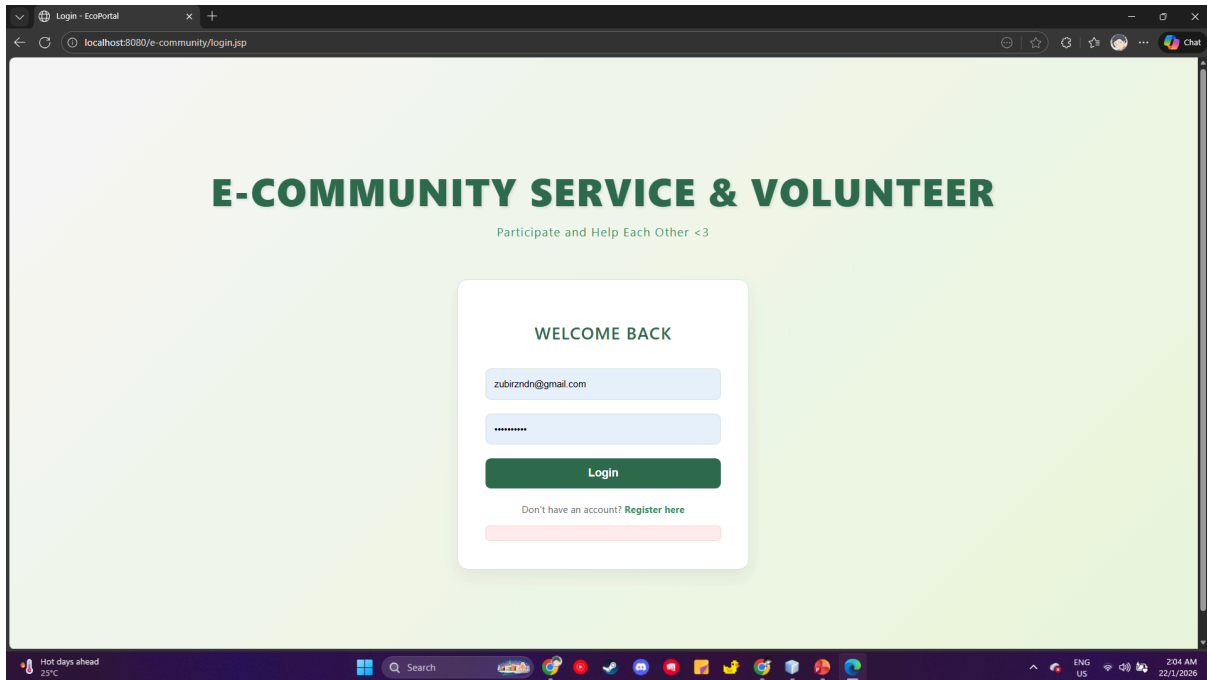 Login - EcoPortal
localhost:8080/e-community/login.jsp
Chat
E-COMMUNITY SERVICE & VOLUNTEER
Participate and Help Each Other <3
WELCOME BACK
zubirzndn@gmail.com
••••••••••
Login
Don't have an account? Register here
Hot days ahead
25°C
Search
ENG
US
2:04 AM
22/1/2026